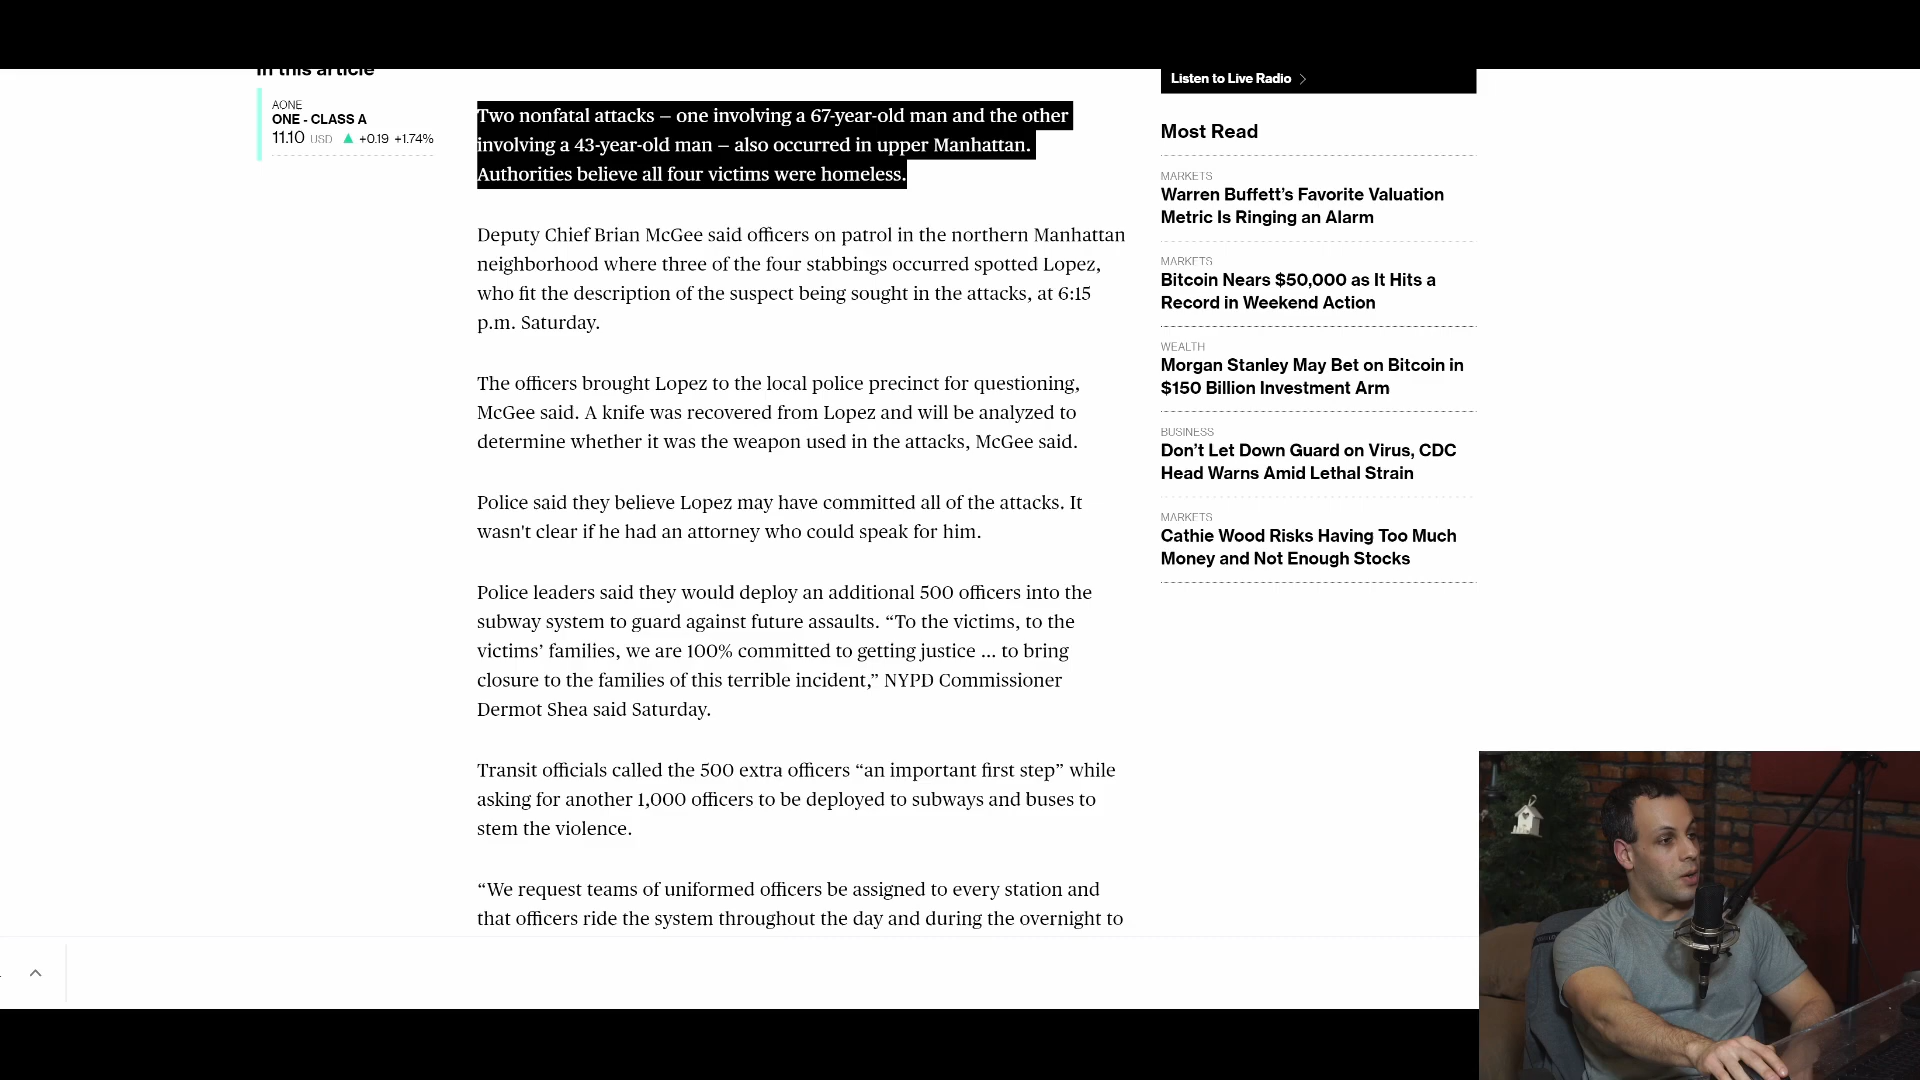 In this article
AONE
ONE - CLASS A
11.10 USD ▲ +0.19 +1.74%
Two nonfatal attacks — one involving a 67-year-old man and the other
involving a 43-year-old man — also occurred in upper Manhattan.
Authorities believe all four victims were homeless.
Deputy Chief Brian McGee said officers on patrol in the northern Manhattan
neighborhood where three of the four stabbings occurred spotted Lopez,
who fit the description of the suspect being sought in the attacks, at 6:15
p.m. Saturday.
The officers brought Lopez to the local police precinct for questioning,
McGee said. A knife was recovered from Lopez and will be analyzed to
determine whether it was the weapon used in the attacks, McGee said.
Police said they believe Lopez may have committed all of the attacks. It
wasn't clear if he had an attorney who could speak for him.
Police leaders said they would deploy an additional 500 officers into the
subway system to guard against future assaults. “To the victims, to the
victims’ families, we are 100% committed to getting justice ... to bring
closure to the families of this terrible incident,” NYPD Commissioner
Dermot Shea said Saturday.
Transit officials called the 500 extra officers “an important first step” while
asking for another 1,000 officers to be deployed to subways and buses to
stem the violence.
“We request teams of uniformed officers be assigned to every station and
that officers ride the system throughout the day and during the overnight to
Listen to Live Radio >
Most Read
MARKETS
Warren Buffett’s Favorite Valuation
Metric Is Ringing an Alarm
MARKETS
Bitcoin Nears $50,000 as It Hits a
Record in Weekend Action
WEALTH
Morgan Stanley May Bet on Bitcoin in
$150 Billion Investment Arm
BUSINESS
Don’t Let Down Guard on Virus, CDC
Head Warns Amid Lethal Strain
MARKETS
Cathie Wood Risks Having Too Much
Money and Not Enough Stocks